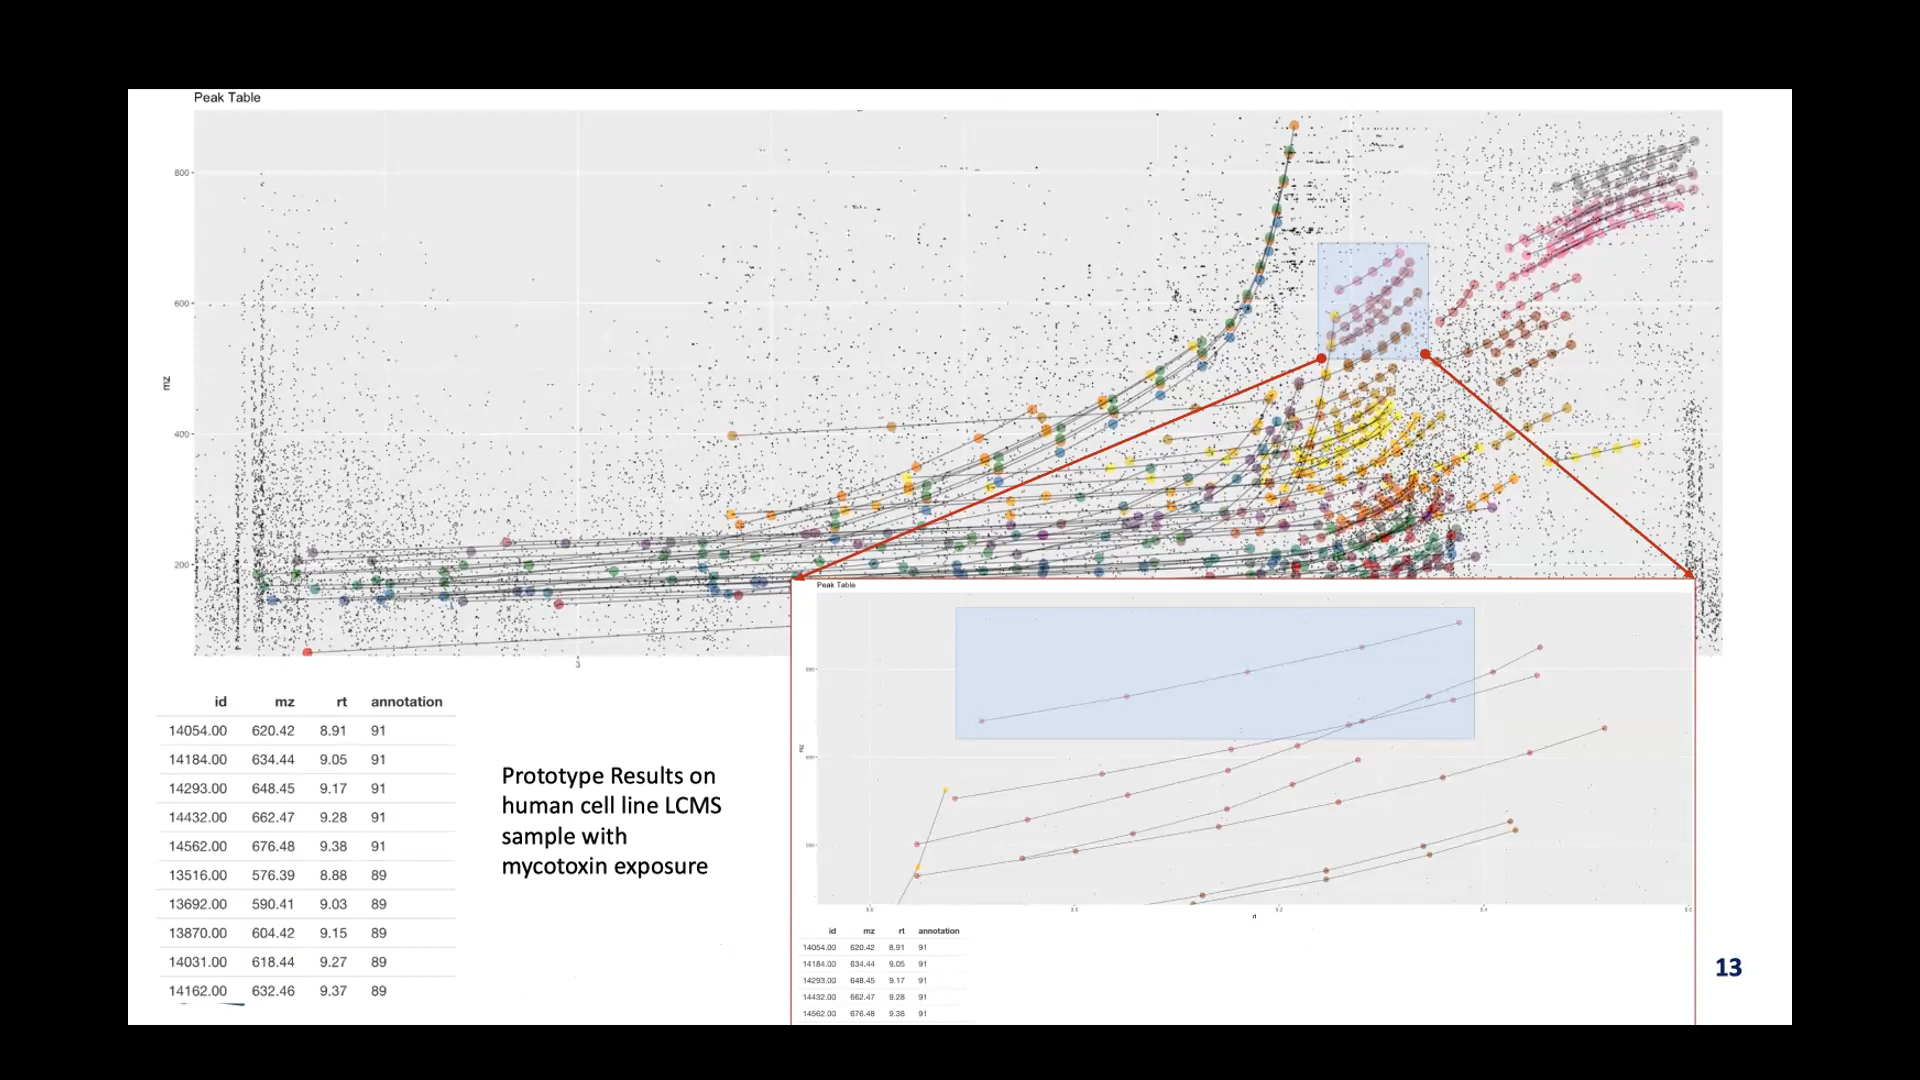 Peak Table
800
600
mz
400
200
3
id mz rt annotation
14054.00 620.42 8.91 91
14184.00 634.44 9.05 91
14293.00 648.45 9.17 91
14432.00 662.47 9.28 91
14562.00 676.48 9.38 91
13516.00 576.39 8.88 89
13692.00 590.41 9.03 89
13870.00 604.42 9.15 89
14031.00 618.44 9.27 89
14162.00 632.46 9.37 89
Prototype Results on
human cell line LCMS
sample with
mycotoxin exposure
Peak Table
rt
id mz rt annotation
14054.00 620.42 8.91 91
14184.00 634.44 9.05 91
14293.00 648.45 9.17 91
14432.00 662.47 9.28 91
14562.00 676.48 9.38 91
13